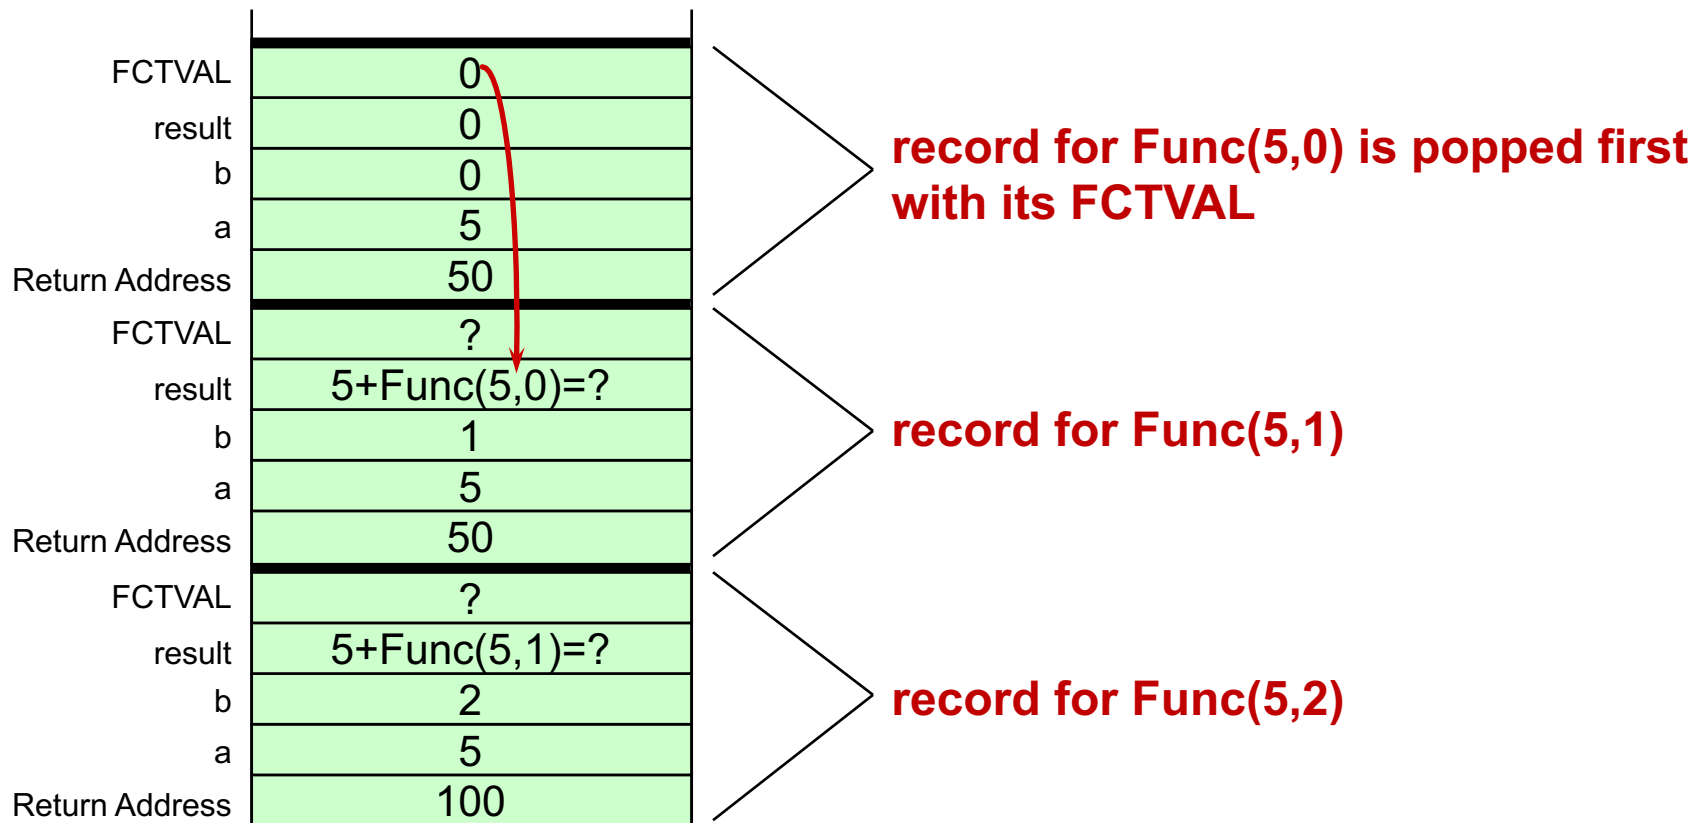 FCTVAL 0
result 0
b 0
a 5
Return Address 50
record for Func(5,0) is popped first
with its FCTVAL
FCTVAL ?
result 5+Func(5,0)=?
b 1
a 5
Return Address 50
record for Func(5,1)
FCTVAL ?
result 5+Func(5,1)=?
b 2
a 5
Return Address 100
record for Func(5,2)